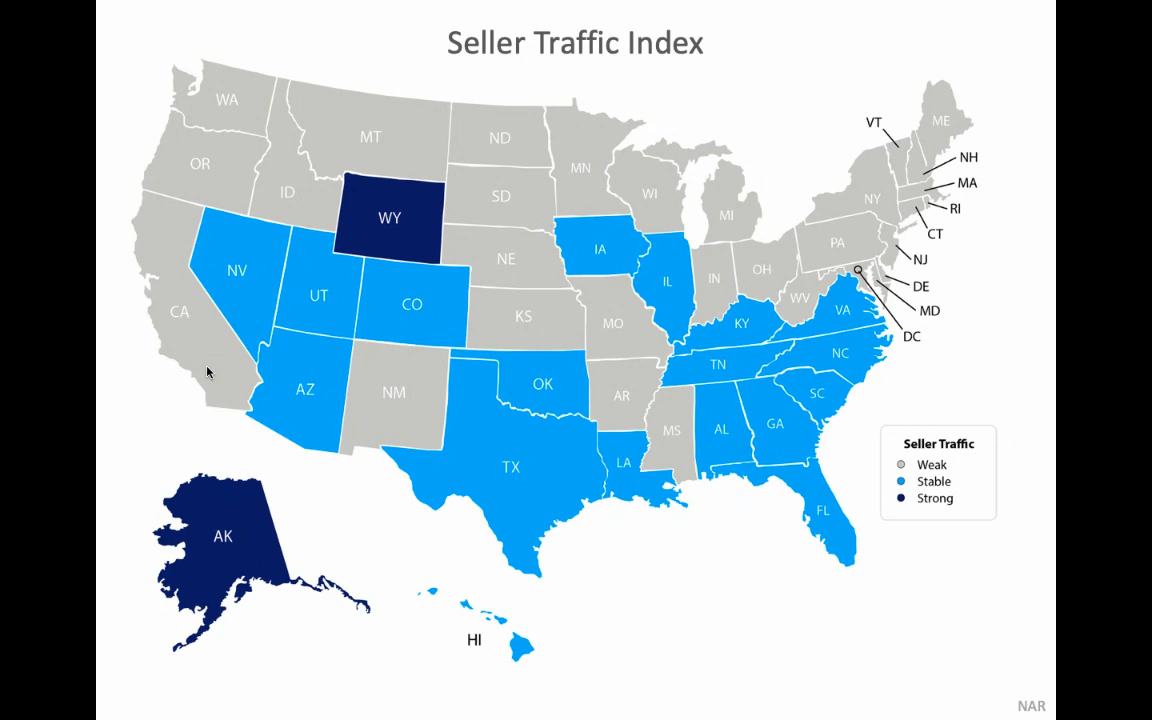 Seller Traffic Index
WA
MT
ND
MN
ME
VT
OR
ID
SD
WI
MI
NY
NH
MA
RI
CT
WY
NE
IA
PA
NJ
NV
UT
CO
IL
IN
OH
WV
DE
MD
DC
CA
KS
MO
KY
VA
AZ
NM
OK
AR
TN
NC
SC
TX
LA
MS
AL
GA
FL
Seller Traffic
Weak
Stable
Strong
AK
HI
NAR